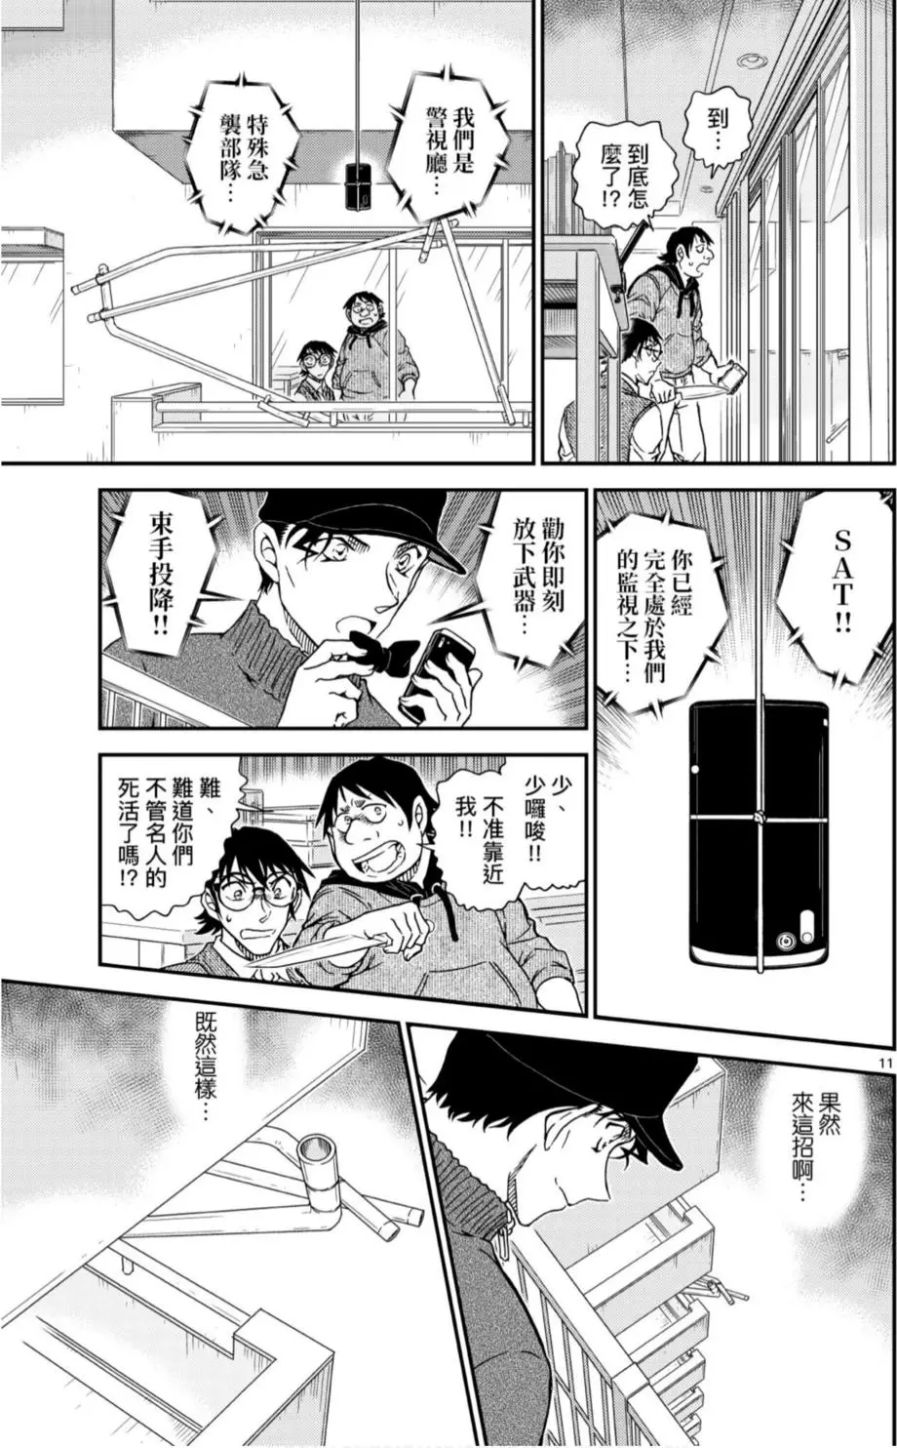 到…
到底怎
麼了!?
我們是
警視廳…
特殊急
襲部隊…
SAT!!
你已經
完全處於我們
的監視之下…
勸你即刻
放下武器…
束手投降!!
少、
少囉唆!!
不准靠近
我!!
難、
難道你們
不管名人的
死活了嗎!?
11
果然
來這招啊…
既然這樣…